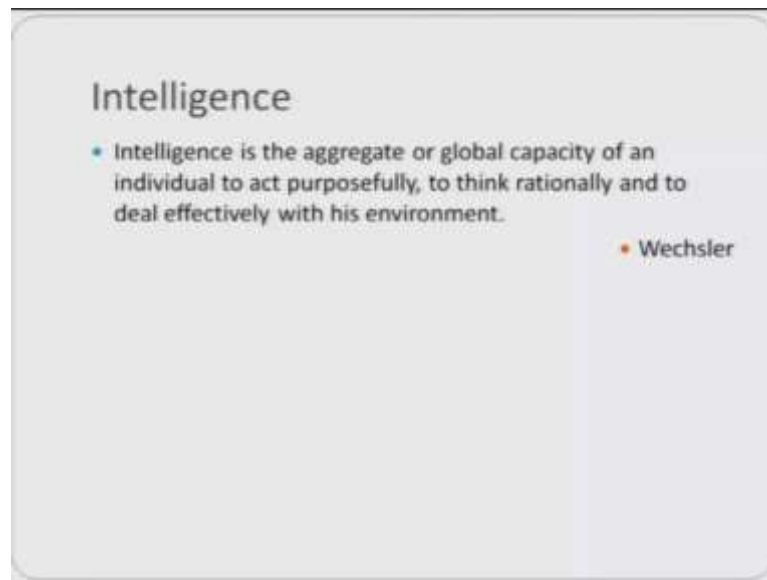 Intelligence
• Intelligence is the aggregate or global capacity of an
individual to act purposefully, to think rationally and to
deal effectively with his environment.
• Wechsler